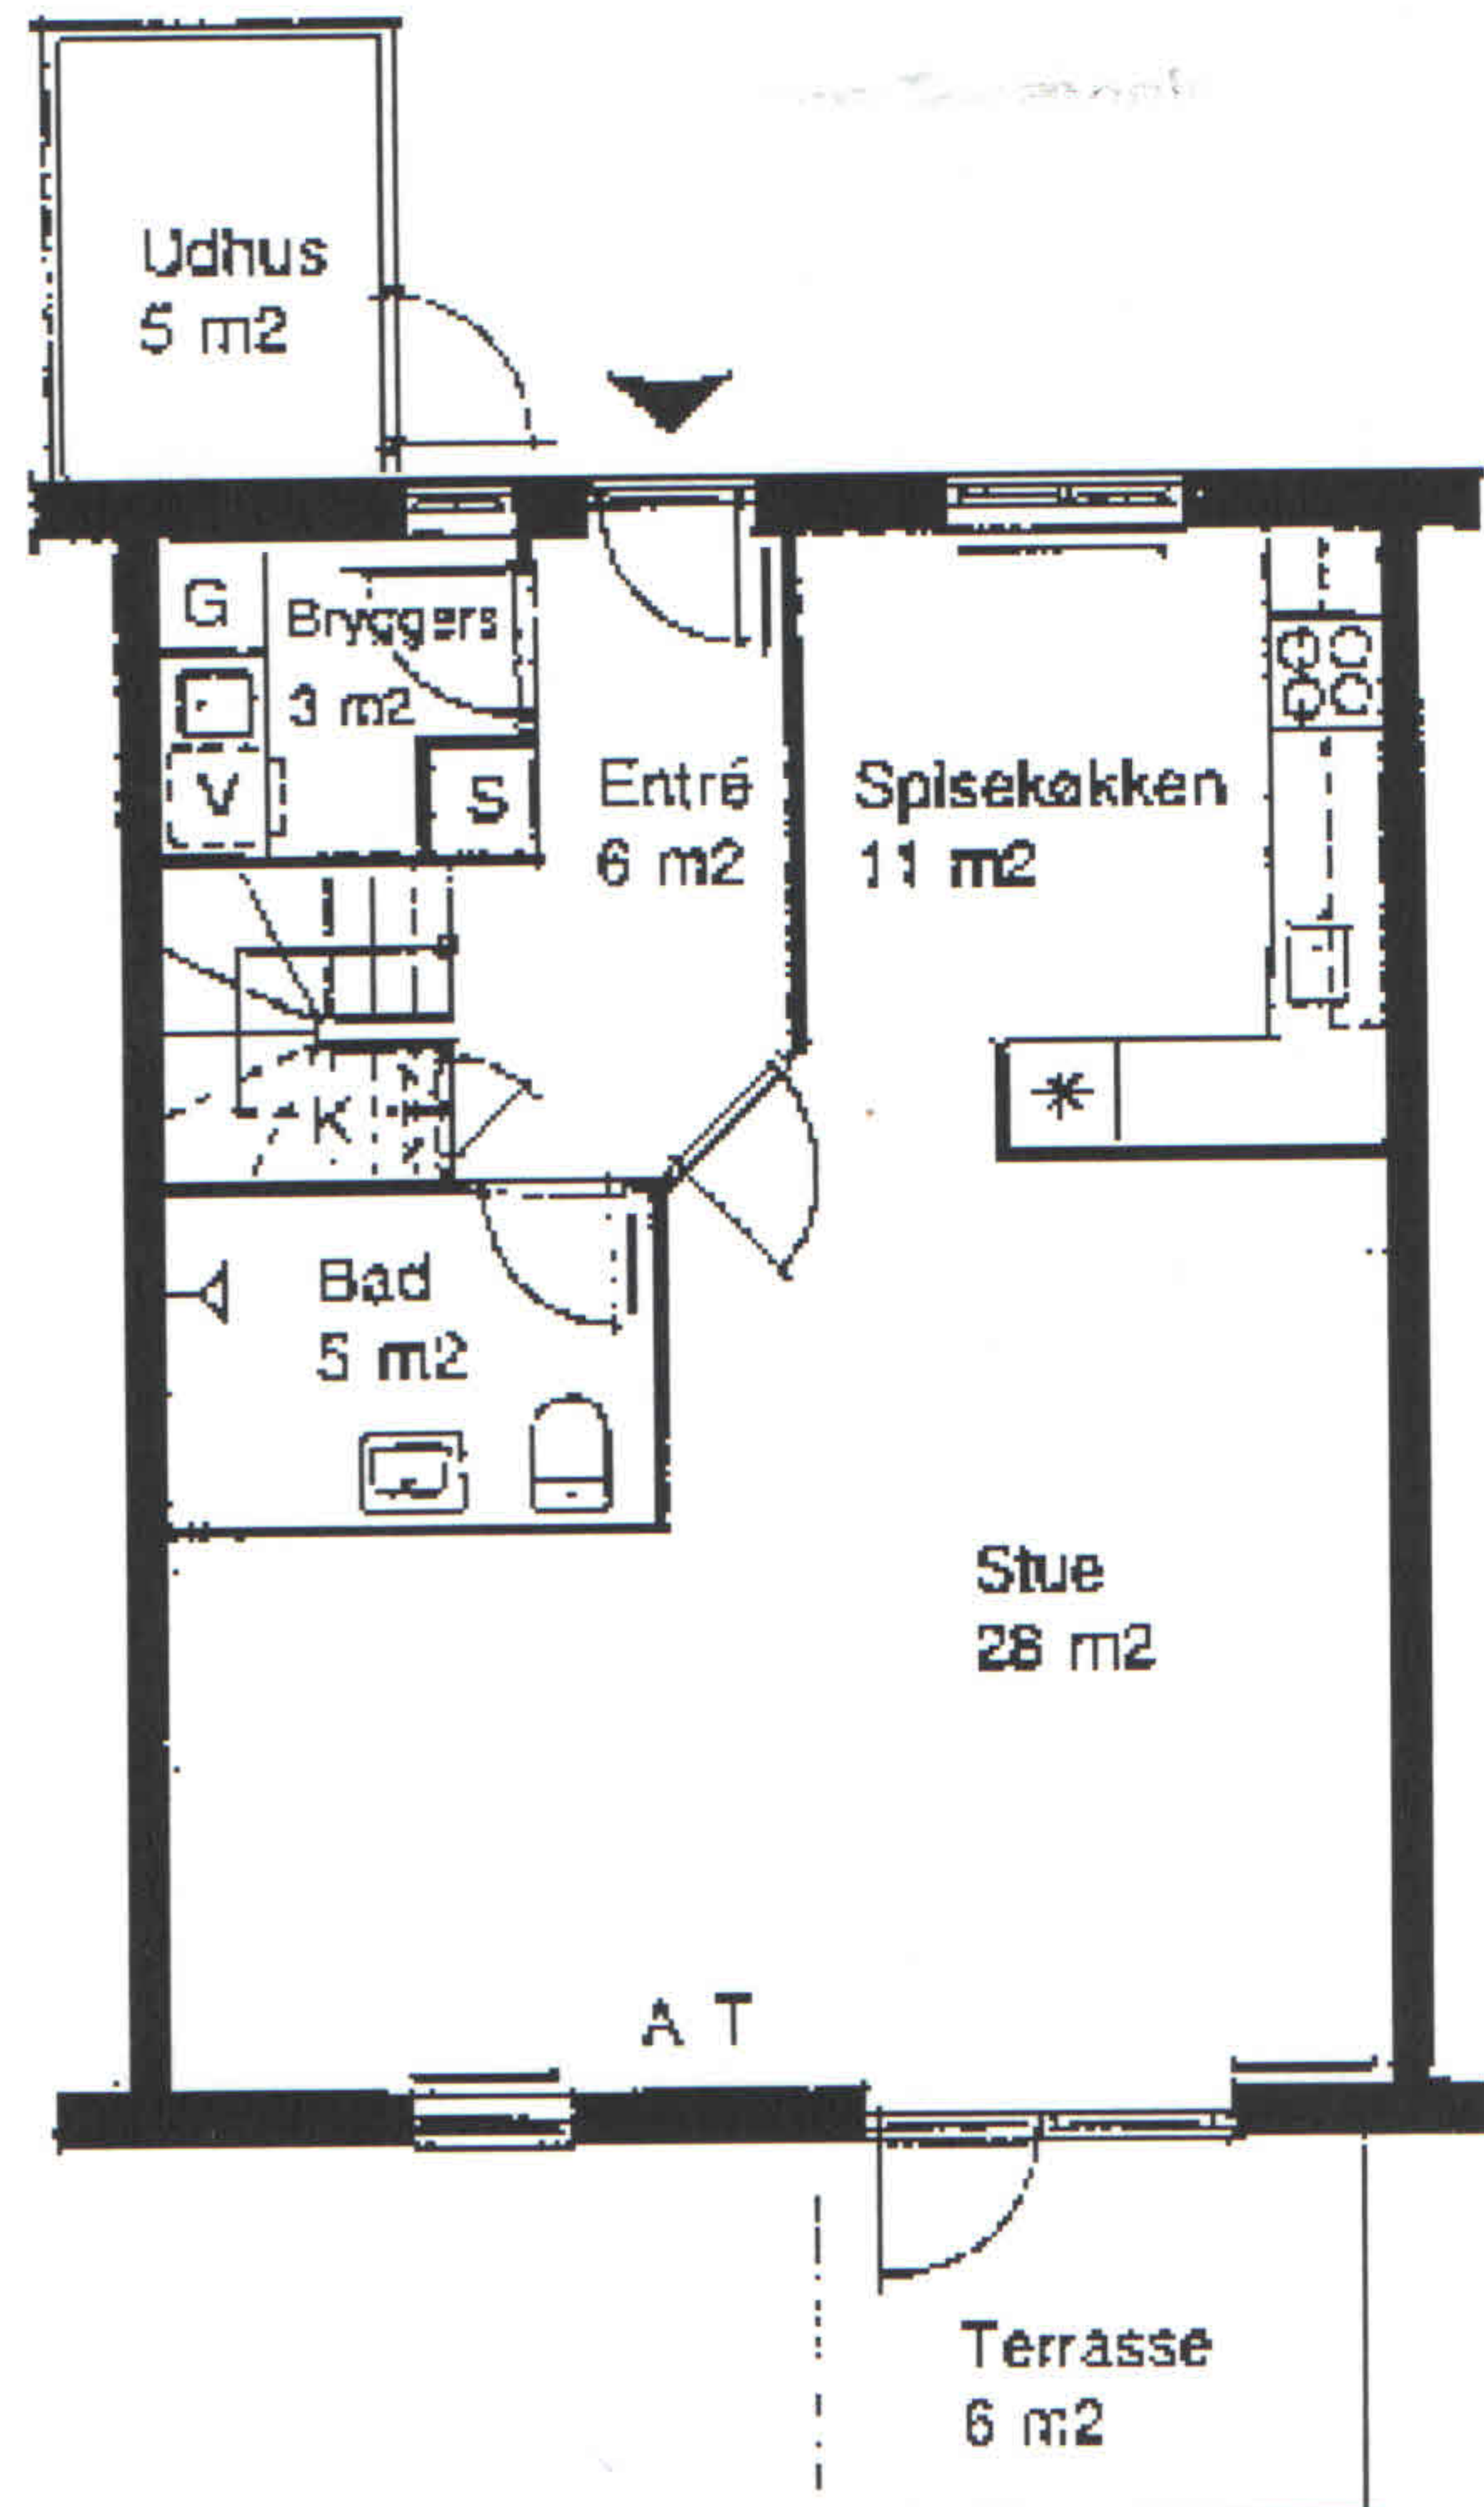 Udhus
5 m2
G
Bryggers
3 m2
V
S
Entré
6 m2
Spisekøkken
11 m2
K
Bad
5 m2
Stue
28 m2
A T
Terrasse
6 m2